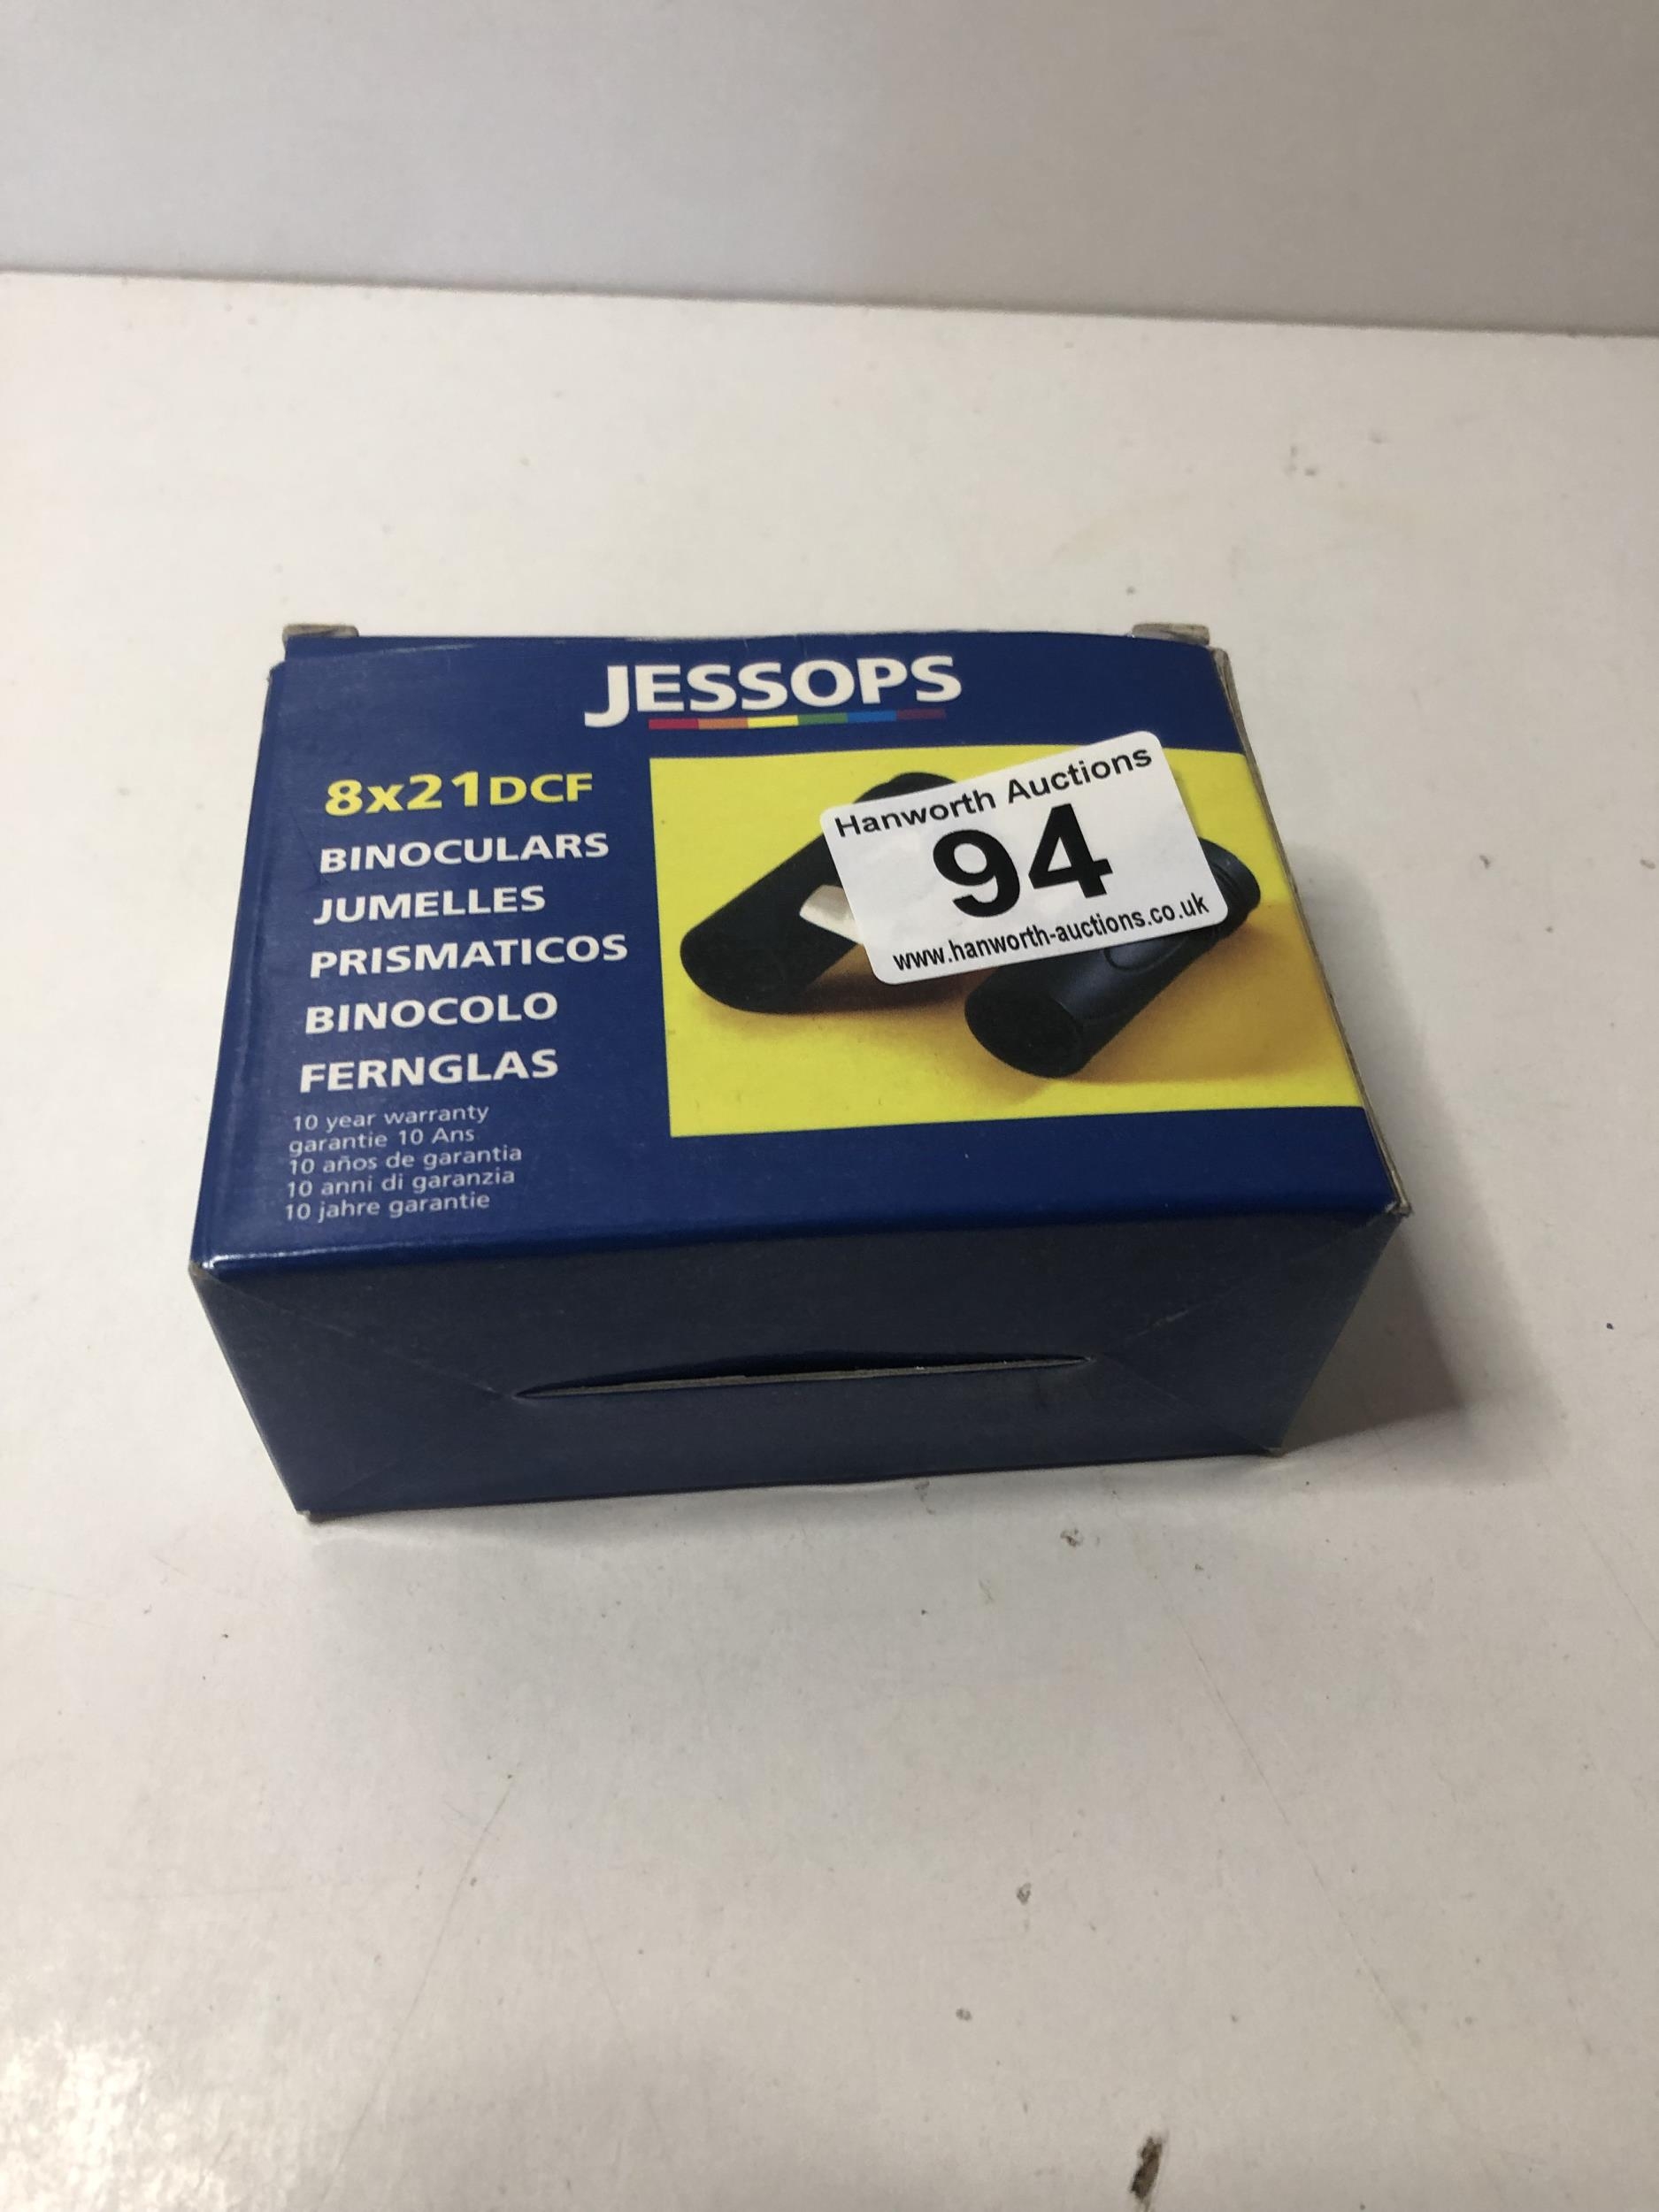 JESSOPS
8x21DCF
BINOCULARS
JUMELLES
PRISMATICOS
BINOCOLO
FERNGLAS
10 year warranty
garantie 10 Ans
10 años de garantia
10 anni di garanzia
10 jahre garantie
Hanworth Auctions
94
www.hanworth-auctions.co.uk